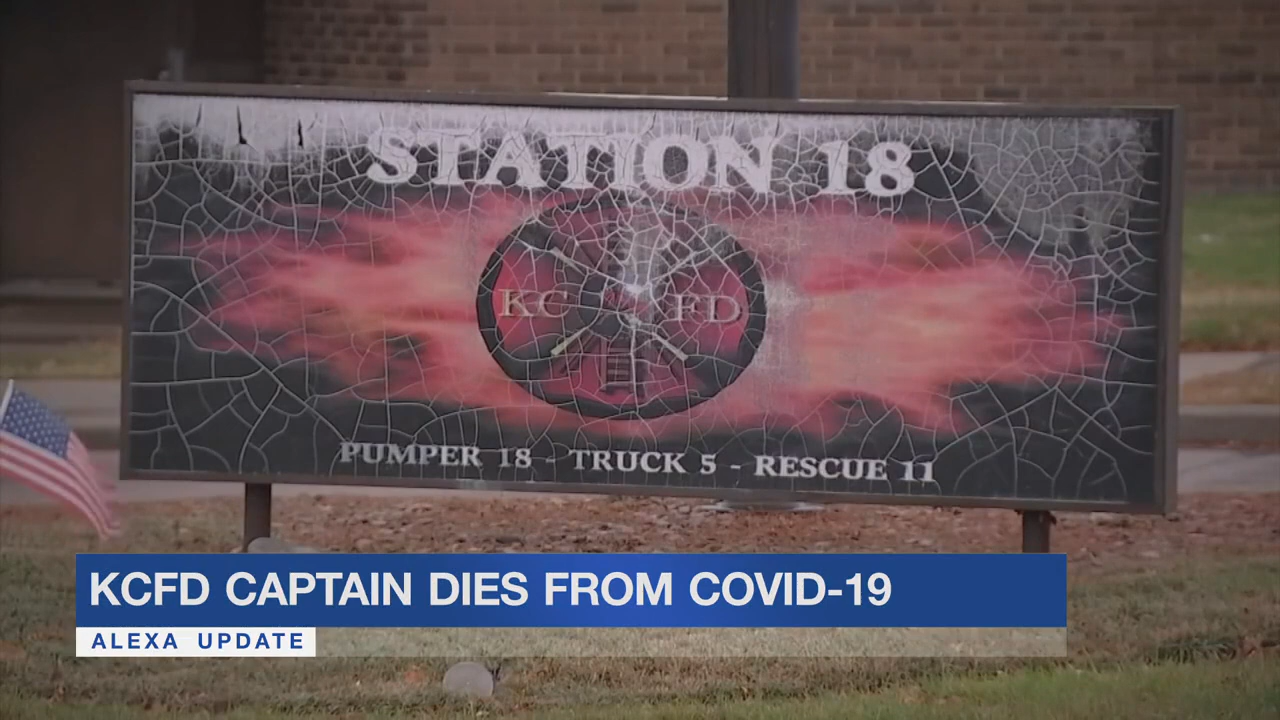 STATION 18
KC FD
PUMPER 18 - TRUCK 5 - RESCUE 11
KCFD CAPTAIN DIES FROM COVID-19
ALEXA UPDATE